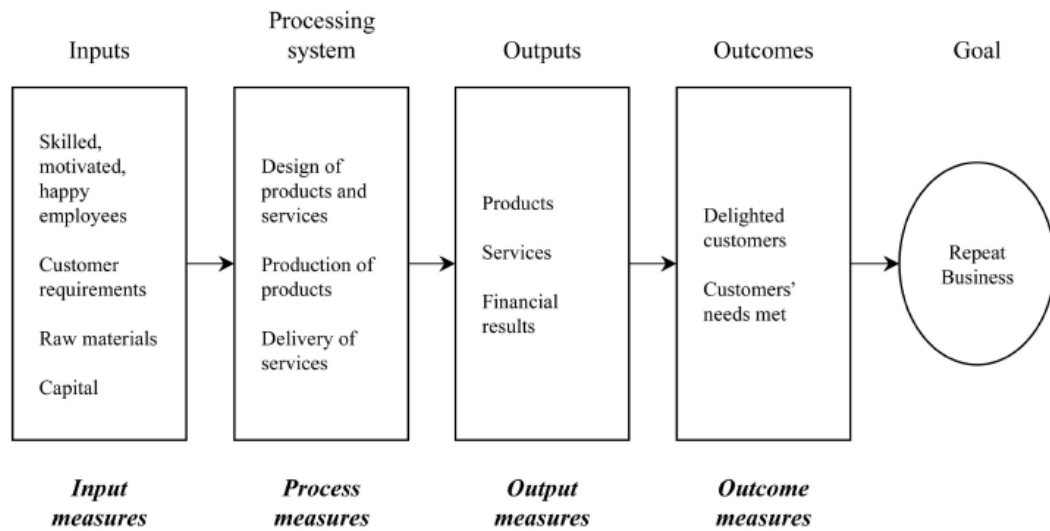 Inputs
Processing
system
Outputs
Outcomes
Goal
Skilled,
motivated,
happy
employees
Customer
requirements
Raw materials
Capital
Design of
products and
services
Production of
products
Delivery of
services
Products
Services
Financial
results
Delighted
customers
Customers’
needs met
Repeat
Business
Input
measures
Process
measures
Output
measures
Outcome
measures